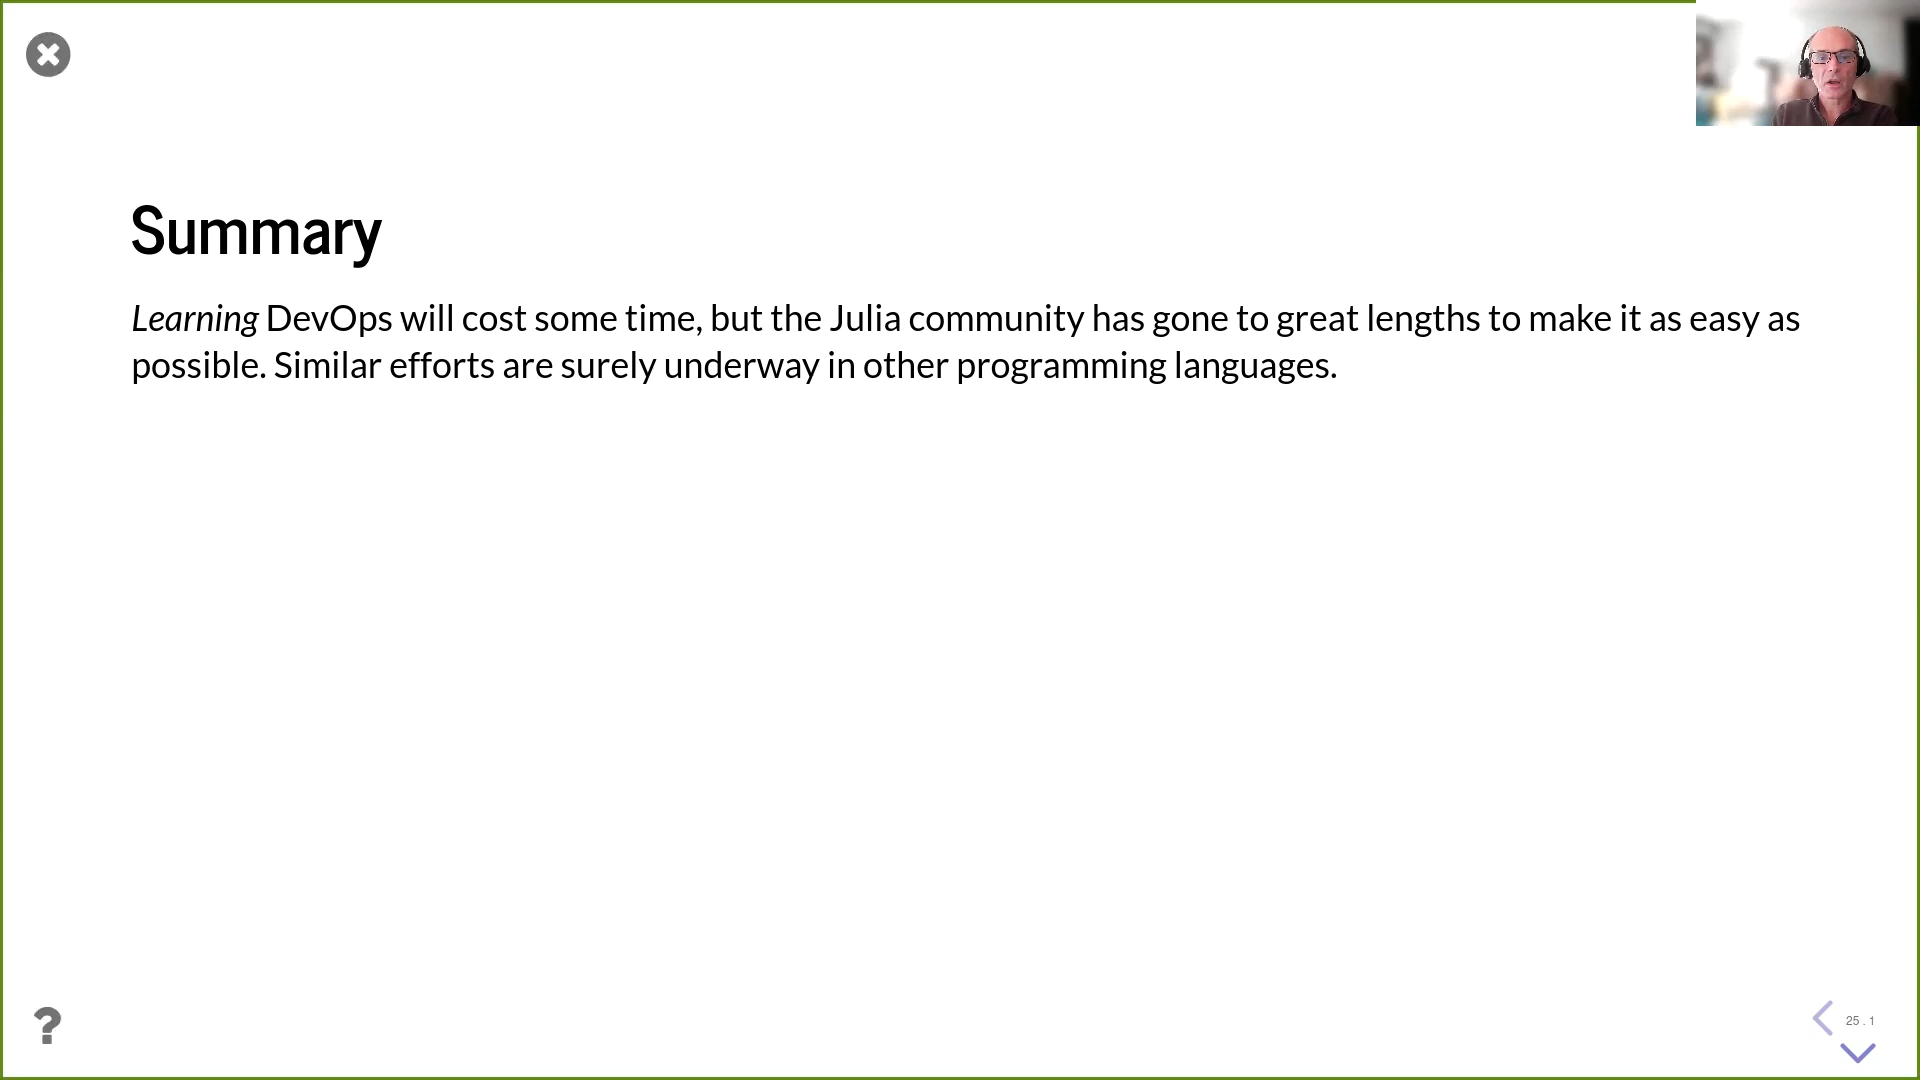 Summary
Learning DevOps will cost some time, but the Julia community has gone to great lengths to make it as easy as
possible. Similar efforts are surely underway in other programming languages.
?
25 . 1